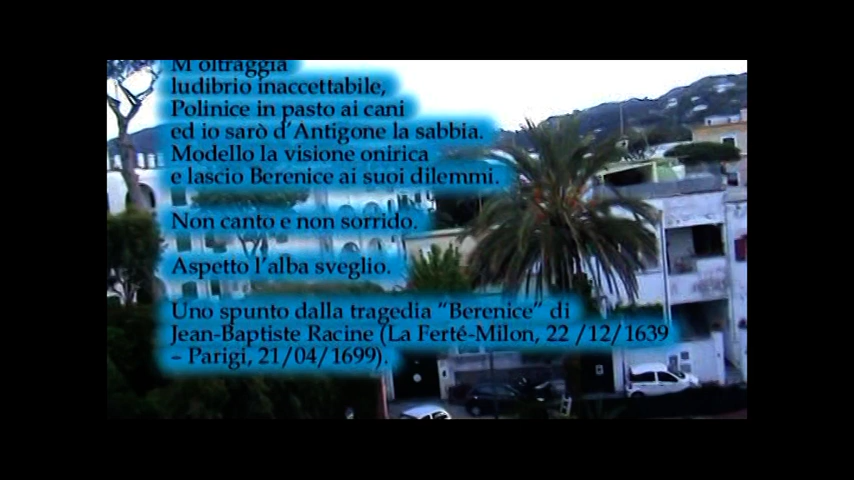 M'oltraggia
ludibrio inaccettabile,
Polinice in pasto ai cani
ed io sarò d'Antigone la sabbia.
Modello la visione onirica
e lascio Berenice ai suoi dilemmi.
Non canto e non sorrido.
Aspetto l'alba sveglio.
Uno spunto dalla tragedia “Berenice” di
Jean-Baptiste Racine (La Ferté-Milon, 22 /12/1639
– Parigi, 21/04/1699).